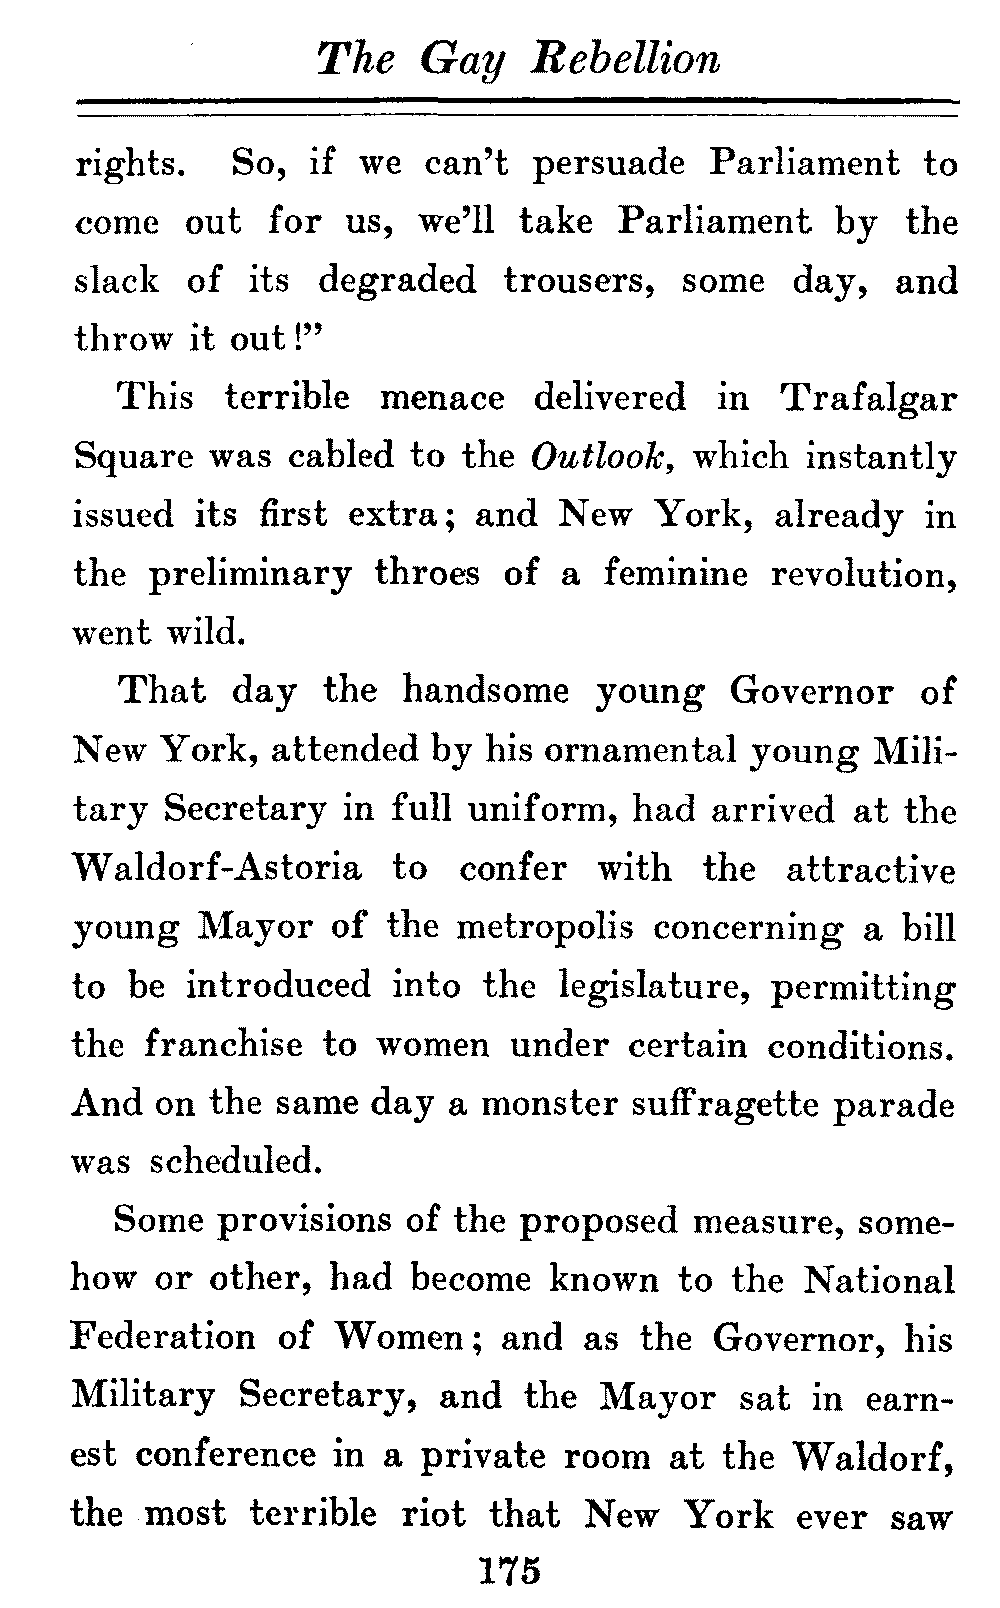 The Gay Rebellion
rights. So, if we can't persuade Parliament to
come out for us, we'll take Parliament by the
slack of its degraded trousers, some day, and
throw it out!"
This terrible menace delivered in Trafalgar
Square was cabled to the Outlook, which instantly
issued its first extra; and New York, already in
the preliminary throes of a feminine revolution,
went wild.
That day the handsome young Governor of
New York, attended by his ornamental young Mili-
tary Secretary in full uniform, had arrived at the
Waldorf-Astoria to confer with the attractive
young Mayor of the metropolis concerning a bill
to be introduced into the legislature, permitting
the franchise to women under certain conditions.
And on the same day a monster suffragette parade
was scheduled.
Some provisions of the proposed measure, some-
how or other, had become known to the National
Federation of Women; and as the Governor, his
Military Secretary, and the Mayor sat in earn-
est conference in a private room at the Waldorf,
the most terrible riot that New York ever saw
175